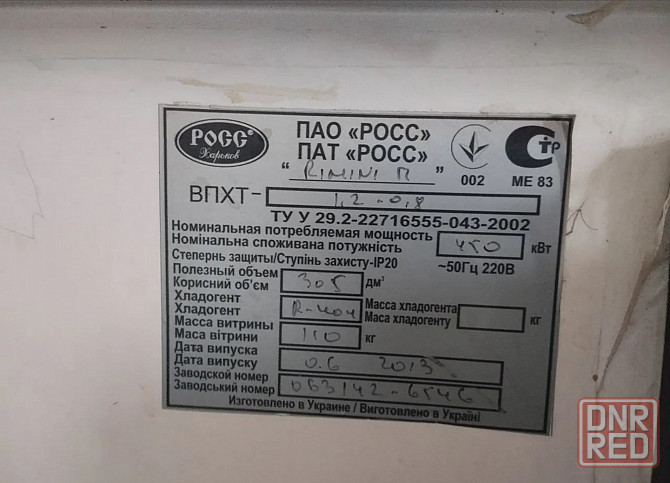 РОСС®
Харьков
ПАО «РОСС»
ПАТ «РОСС»
002
ТР
МЕ 83
“ RIMINI П ”
ВПХТ- 1,2-0,8
ТУ У 29.2-22716555-043-2002
Номинальная потребляемая мощность
Номінальна споживана потужність
450 кВт
Степернь защиты/Ступінь захисту-IP20 ~50Гц 220В
Полезный объем
Корисний об'єм
305 дм³
Хладогент
Хладогент
R-404
Масса хладогента
Маса хладогенту
кг
Масса витрины
Маса вітрини
110 кг
Дата випуска
Дата випуску
0.6 2013
Заводской номер
Заводський номер
Изготовлено в Украине / Виготовлено в Україні
DNR
RED